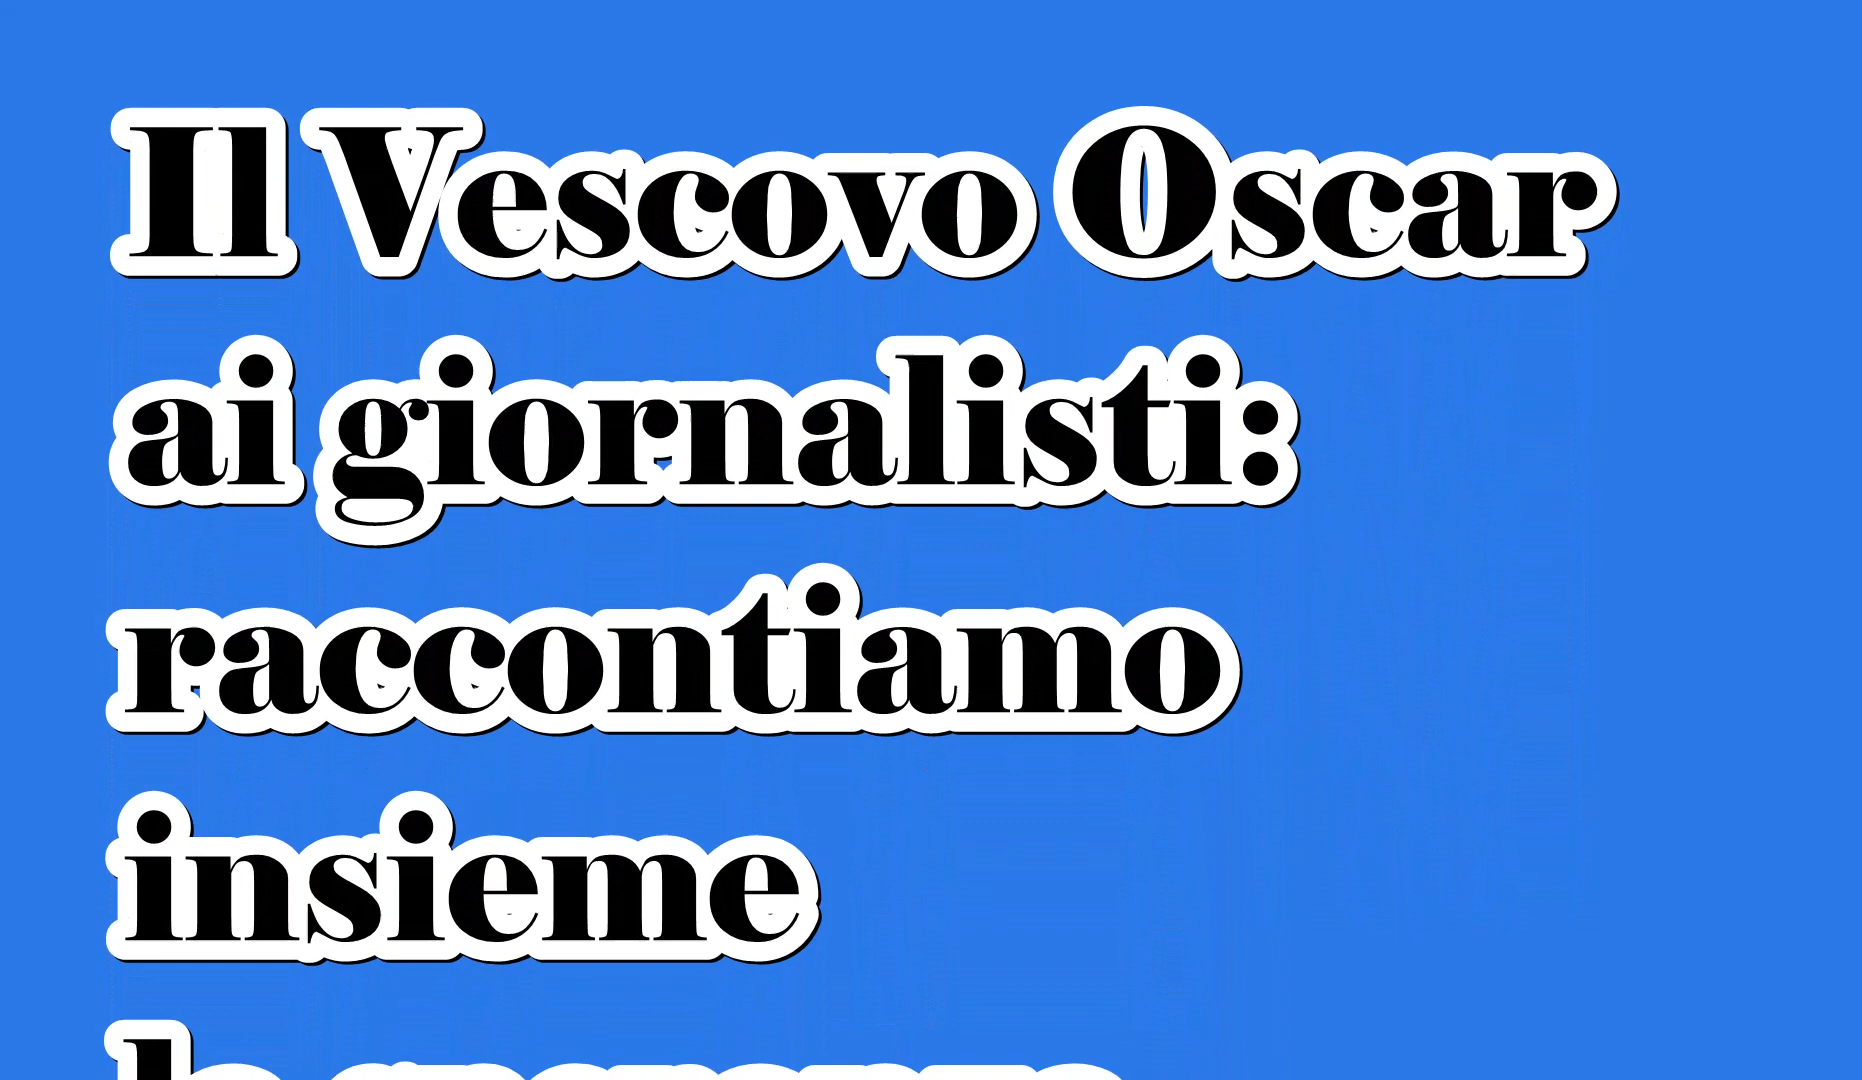 Il Vescovo Oscar
ai giornalisti:
raccontiamo
insieme